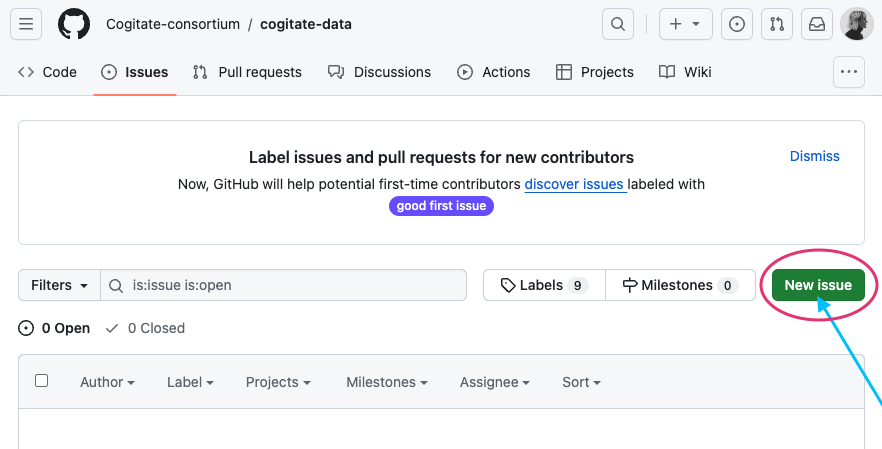 Cogitate-consortium / cogitate-data
Code Issues Pull requests Discussions Actions Projects Wiki
Label issues and pull requests for new contributors
Dismiss
Now, GitHub will help potential first-time contributors discover issues labeled with
good first issue
Filters is:issue is:open Labels 9 Milestones 0 New issue
0 Open 0 Closed
Author Label Projects Milestones Assignee Sort